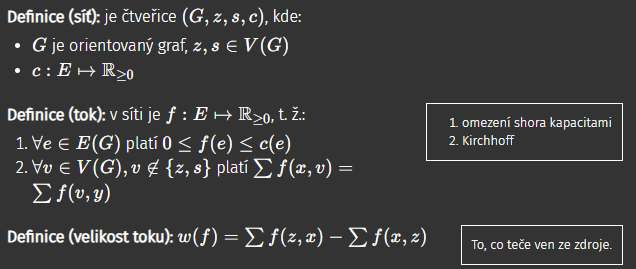 Definice (síť): je čtveřice (G, z, s, c), kde:
• G je orientovaný graf, z, s ∈ V(G)
• c : E ↦ ℝ≥0
Definice (tok): v síti je f : E ↦ ℝ≥0, t. ž.:
1. ∀e ∈ E(G) platí 0 ≤ f(e) ≤ c(e)
2. ∀v ∈ V(G), v ∉ {z, s} platí ∑ f(x, v) =
∑ f(v, y)
1. omezení shora kapacitami
2. Kirchhoff
Definice (velikost toku): w(f) = ∑ f(z, x) − ∑ f(x, z)
To, co teče ven ze zdroje.